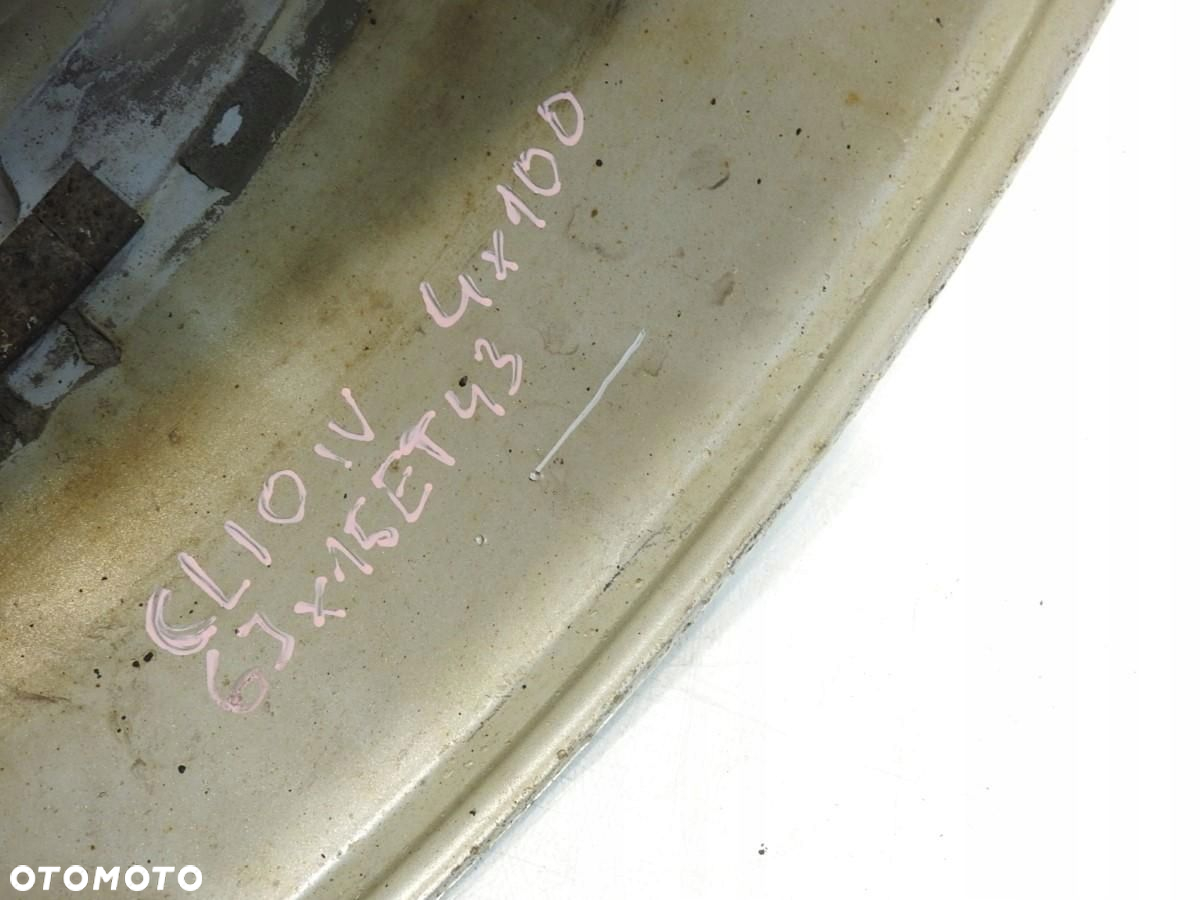 CLIO IV 4x100
6Jx15ET43
OTOMOTO